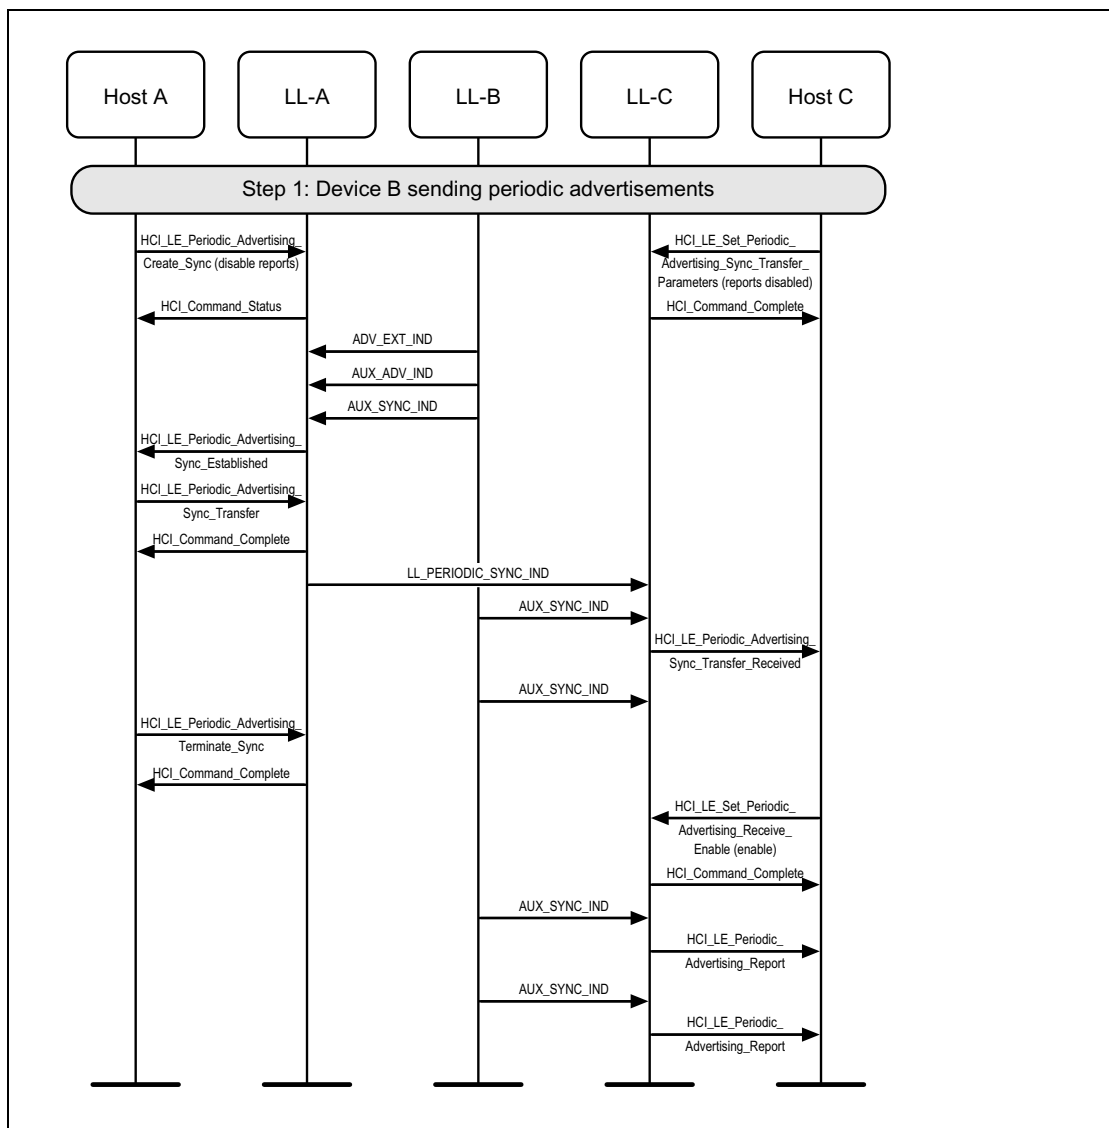 Host A
LL-A
LL-B
LL-C
Host C
Step 1: Device B sending periodic advertisements
HCI_LE_Periodic_Advertising_
Create_Sync (disable reports)
HCI_LE_Set_Periodic_
Advertising_Sync_Transfer_
Parameters (reports disabled)
HCI_Command_Status
HCI_Command_Complete
ADV_EXT_IND
AUX_ADV_IND
AUX_SYNC_IND
HCI_LE_Periodic_Advertising_
Sync_Established
HCI_LE_Periodic_Advertising_
Sync_Transfer
HCI_Command_Complete
LL_PERIODIC_SYNC_IND
AUX_SYNC_IND
HCI_LE_Periodic_Advertising_
Sync_Transfer_Received
AUX_SYNC_IND
HCI_LE_Periodic_Advertising_
Terminate_Sync
HCI_Command_Complete
HCI_LE_Set_Periodic_
Advertising_Receive_
Enable (enable)
HCI_Command_Complete
AUX_SYNC_IND
HCI_LE_Periodic_
Advertising_Report
AUX_SYNC_IND
HCI_LE_Periodic_
Advertising_Report